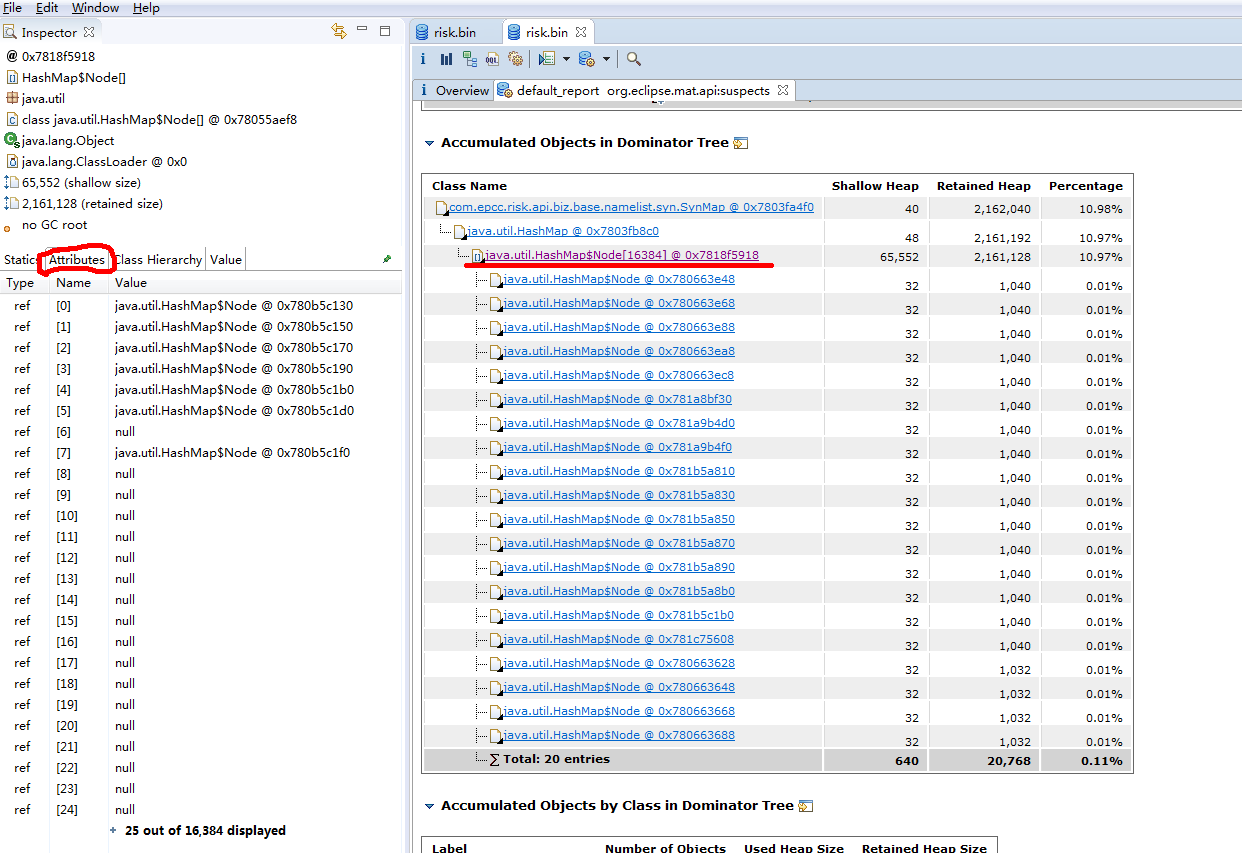 File Edit Window Help
Inspector
@ 0x7818f5918
HashMap$Node[]
java.util
class java.util.HashMap$Node[] @ 0x78055aef8
java.lang.Object
java.lang.ClassLoader @ 0x0
65,552 (shallow size)
2,161,128 (retained size)
no GC root
Statics Attributes Class Hierarchy Value
Type Name Value
ref [0] java.util.HashMap$Node @ 0x780b5c130
ref [1] java.util.HashMap$Node @ 0x780b5c150
ref [2] java.util.HashMap$Node @ 0x780b5c170
ref [3] java.util.HashMap$Node @ 0x780b5c190
ref [4] java.util.HashMap$Node @ 0x780b5c1b0
ref [5] java.util.HashMap$Node @ 0x780b5c1d0
ref [6] null
ref [7] java.util.HashMap$Node @ 0x780b5c1f0
ref [8] null
ref [9] null
ref [10] null
ref [11] null
ref [12] null
ref [13] null
ref [14] null
ref [15] null
ref [16] null
ref [17] null
ref [18] null
ref [19] null
ref [20] null
ref [21] null
ref [22] null
ref [23] null
ref [24] null
25 out of 16,384 displayed
risk.bin risk.bin
i OQL
i Overview default_report org.eclipse.mat.api:suspects
Accumulated Objects in Dominator Tree
Class Name Shallow Heap Retained Heap Percentage
com.epcc.risk.api.biz.base.namelist.syn.SynMap @ 0x7803fa4f0 40 2,162,040 10.98%
java.util.HashMap @ 0x7803fb8c0 48 2,161,192 10.97%
java.util.HashMap$Node[16384] @ 0x7818f5918 65,552 2,161,128 10.97%
java.util.HashMap$Node @ 0x780663e48 32 1,040 0.01%
java.util.HashMap$Node @ 0x780663e68 32 1,040 0.01%
java.util.HashMap$Node @ 0x780663e88 32 1,040 0.01%
java.util.HashMap$Node @ 0x780663ea8 32 1,040 0.01%
java.util.HashMap$Node @ 0x780663ec8 32 1,040 0.01%
java.util.HashMap$Node @ 0x781a8bf30 32 1,040 0.01%
java.util.HashMap$Node @ 0x781a9b4d0 32 1,040 0.01%
java.util.HashMap$Node @ 0x781a9b4f0 32 1,040 0.01%
java.util.HashMap$Node @ 0x781b5a810 32 1,040 0.01%
java.util.HashMap$Node @ 0x781b5a830 32 1,040 0.01%
java.util.HashMap$Node @ 0x781b5a850 32 1,040 0.01%
java.util.HashMap$Node @ 0x781b5a870 32 1,040 0.01%
java.util.HashMap$Node @ 0x781b5a890 32 1,040 0.01%
java.util.HashMap$Node @ 0x781b5a8b0 32 1,040 0.01%
java.util.HashMap$Node @ 0x781b5c1b0 32 1,040 0.01%
java.util.HashMap$Node @ 0x781c75608 32 1,040 0.01%
java.util.HashMap$Node @ 0x780663628 32 1,032 0.01%
java.util.HashMap$Node @ 0x780663648 32 1,032 0.01%
java.util.HashMap$Node @ 0x780663668 32 1,032 0.01%
java.util.HashMap$Node @ 0x780663688 32 1,032 0.01%
Σ Total: 20 entries 640 20,768 0.11%
Accumulated Objects by Class in Dominator Tree
Label Number of Objects Used Heap Size Retained Heap Size